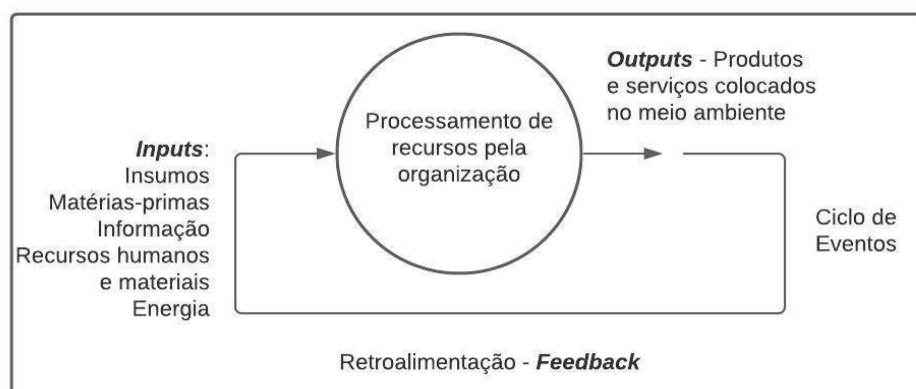 Inputs:
Insumos
Matérias-primas
Informação
Recursos humanos
e materiais
Energia
Processamento de
recursos pela
organização
Outputs - Produtos
e serviços colocados
no meio ambiente
Ciclo de
Eventos
Retroalimentação - Feedback